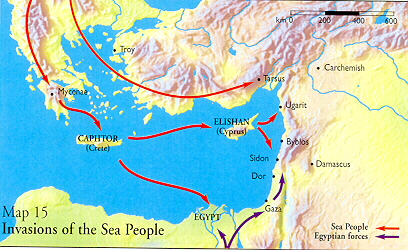 0 200 400 600
km
Troy
Carchemish
Tarsus
Mycenae
Ugarit
ELISHAN
(Cyprus)
CAPHTOR
(Crete)
Byblos
Sidon
Damascus
Dor
Gaza
EGYPT
Map 15
Invasions of the Sea People
Sea People
Egyptian forces